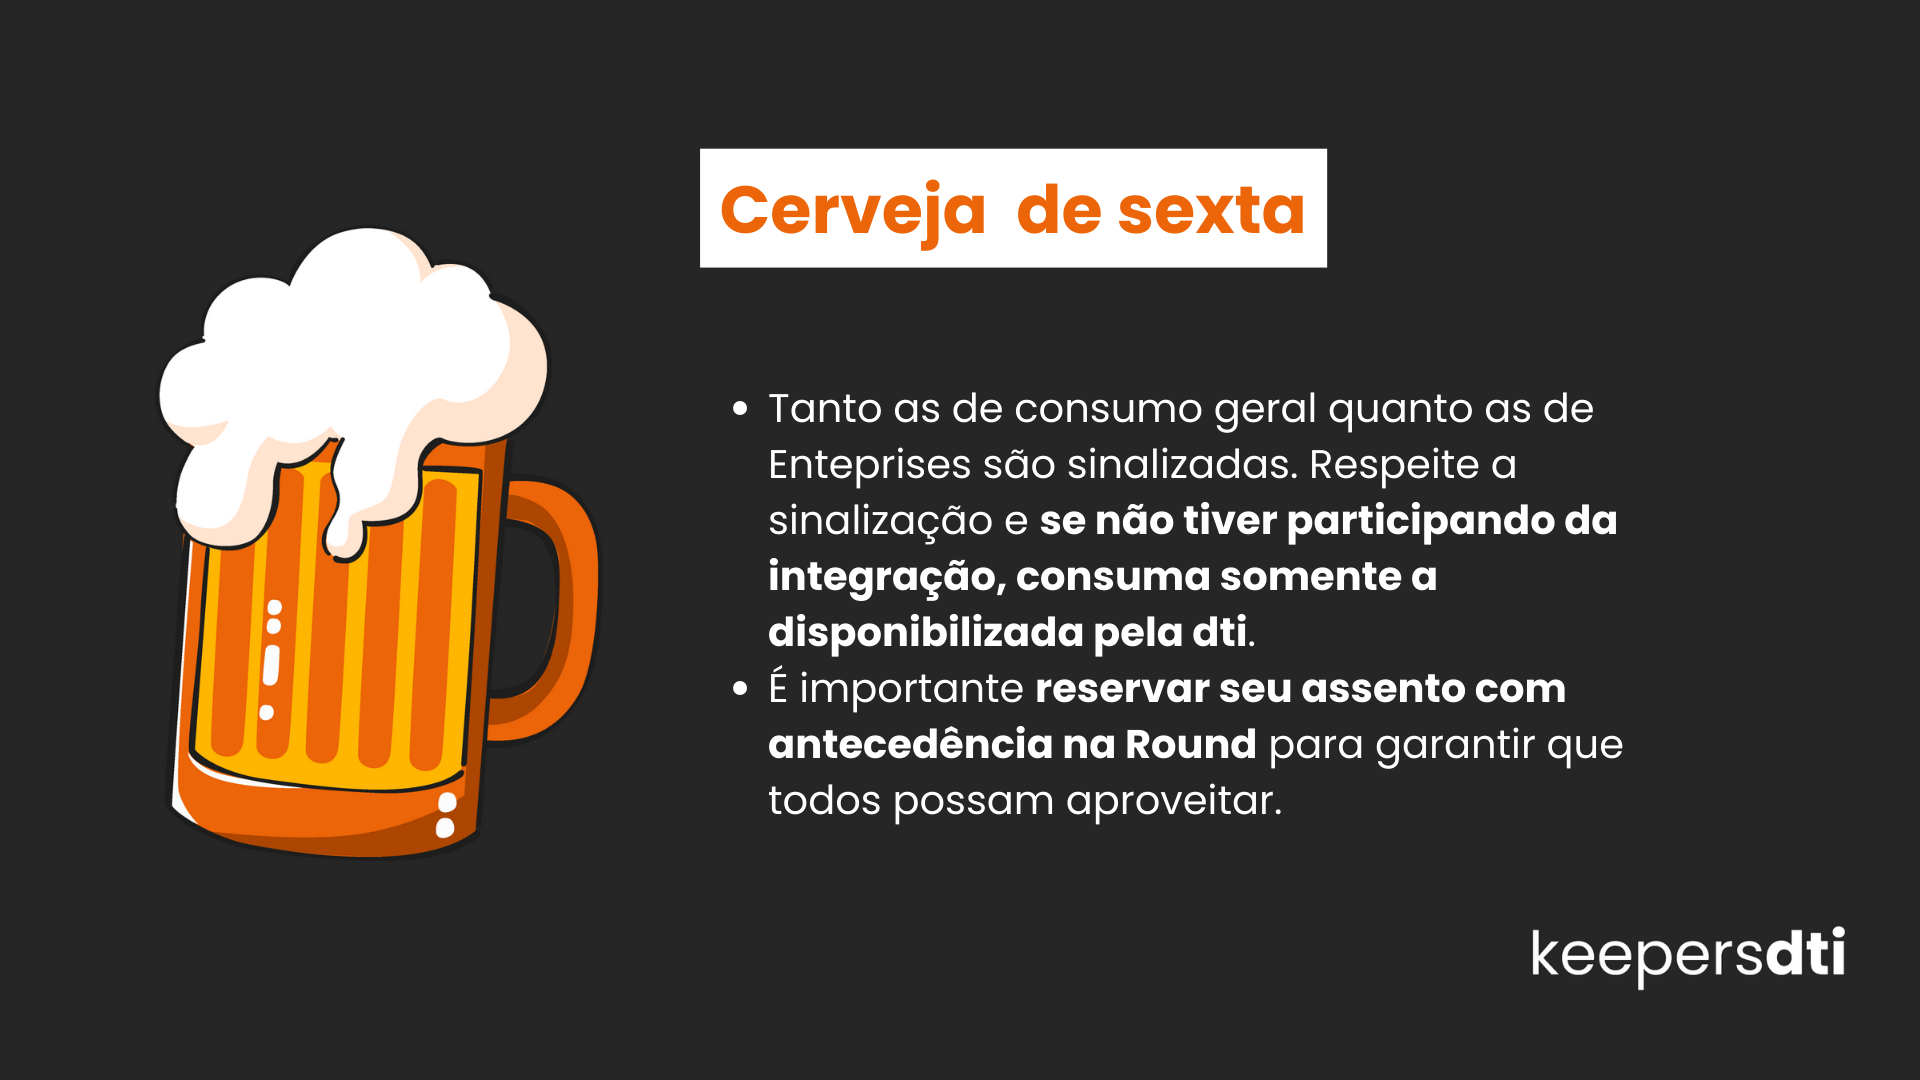 Cerveja de sexta
• Tanto as de consumo geral quanto as de
Enteprises são sinalizadas. Respeite a
sinalização e se não tiver participando da
integração, consuma somente a
disponibilizada pela dti.
• É importante reservar seu assento com
antecedência na Round para garantir que
todos possam aproveitar.
keepersdti